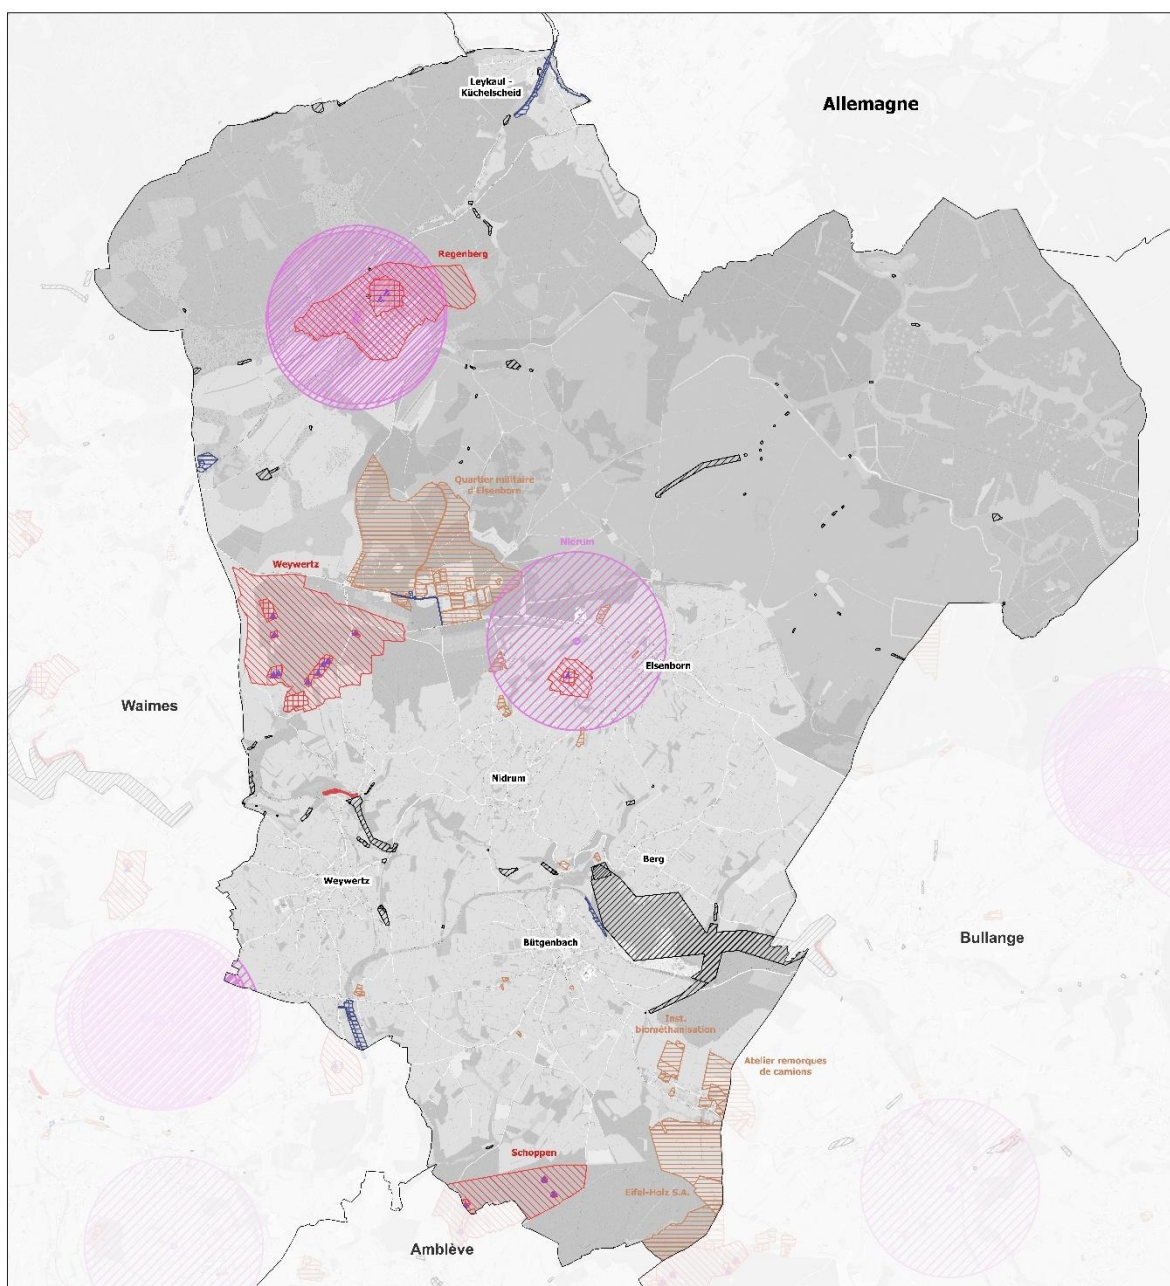 Leykaul -
Küchelscheid
Allemagne
Regenberg
Quartier militaire
d'Elsenborn
Nierum
Weywertz
Elsenborn
Waimes
Nidrum
Berg
Weywertz
Bullange
Bütgenbach
Inst.
biométhanisation
Atelier remorques
de camions
Schoppen
Eifel-Holz S.A.
Amblève